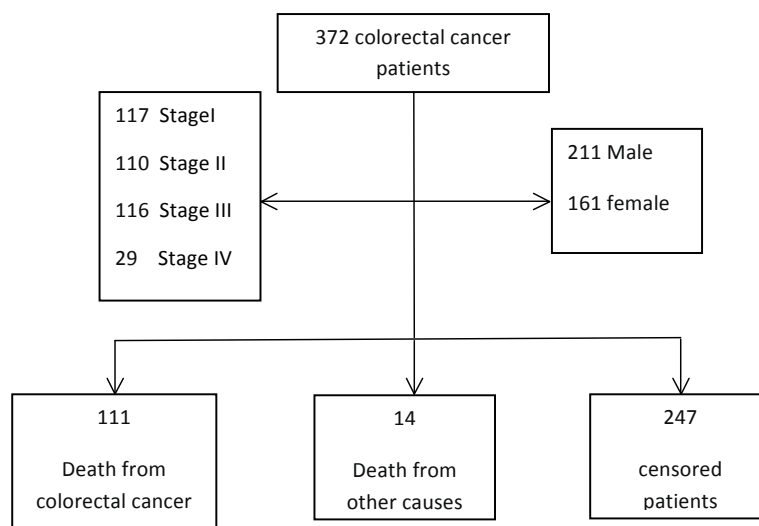 372 colorectal cancer
patients
117 StageI
110 Stage II
116 Stage III
29 Stage IV
211 Male
161 female
111
Death from
colorectal cancer
14
Death from
other causes
247
censored
patients